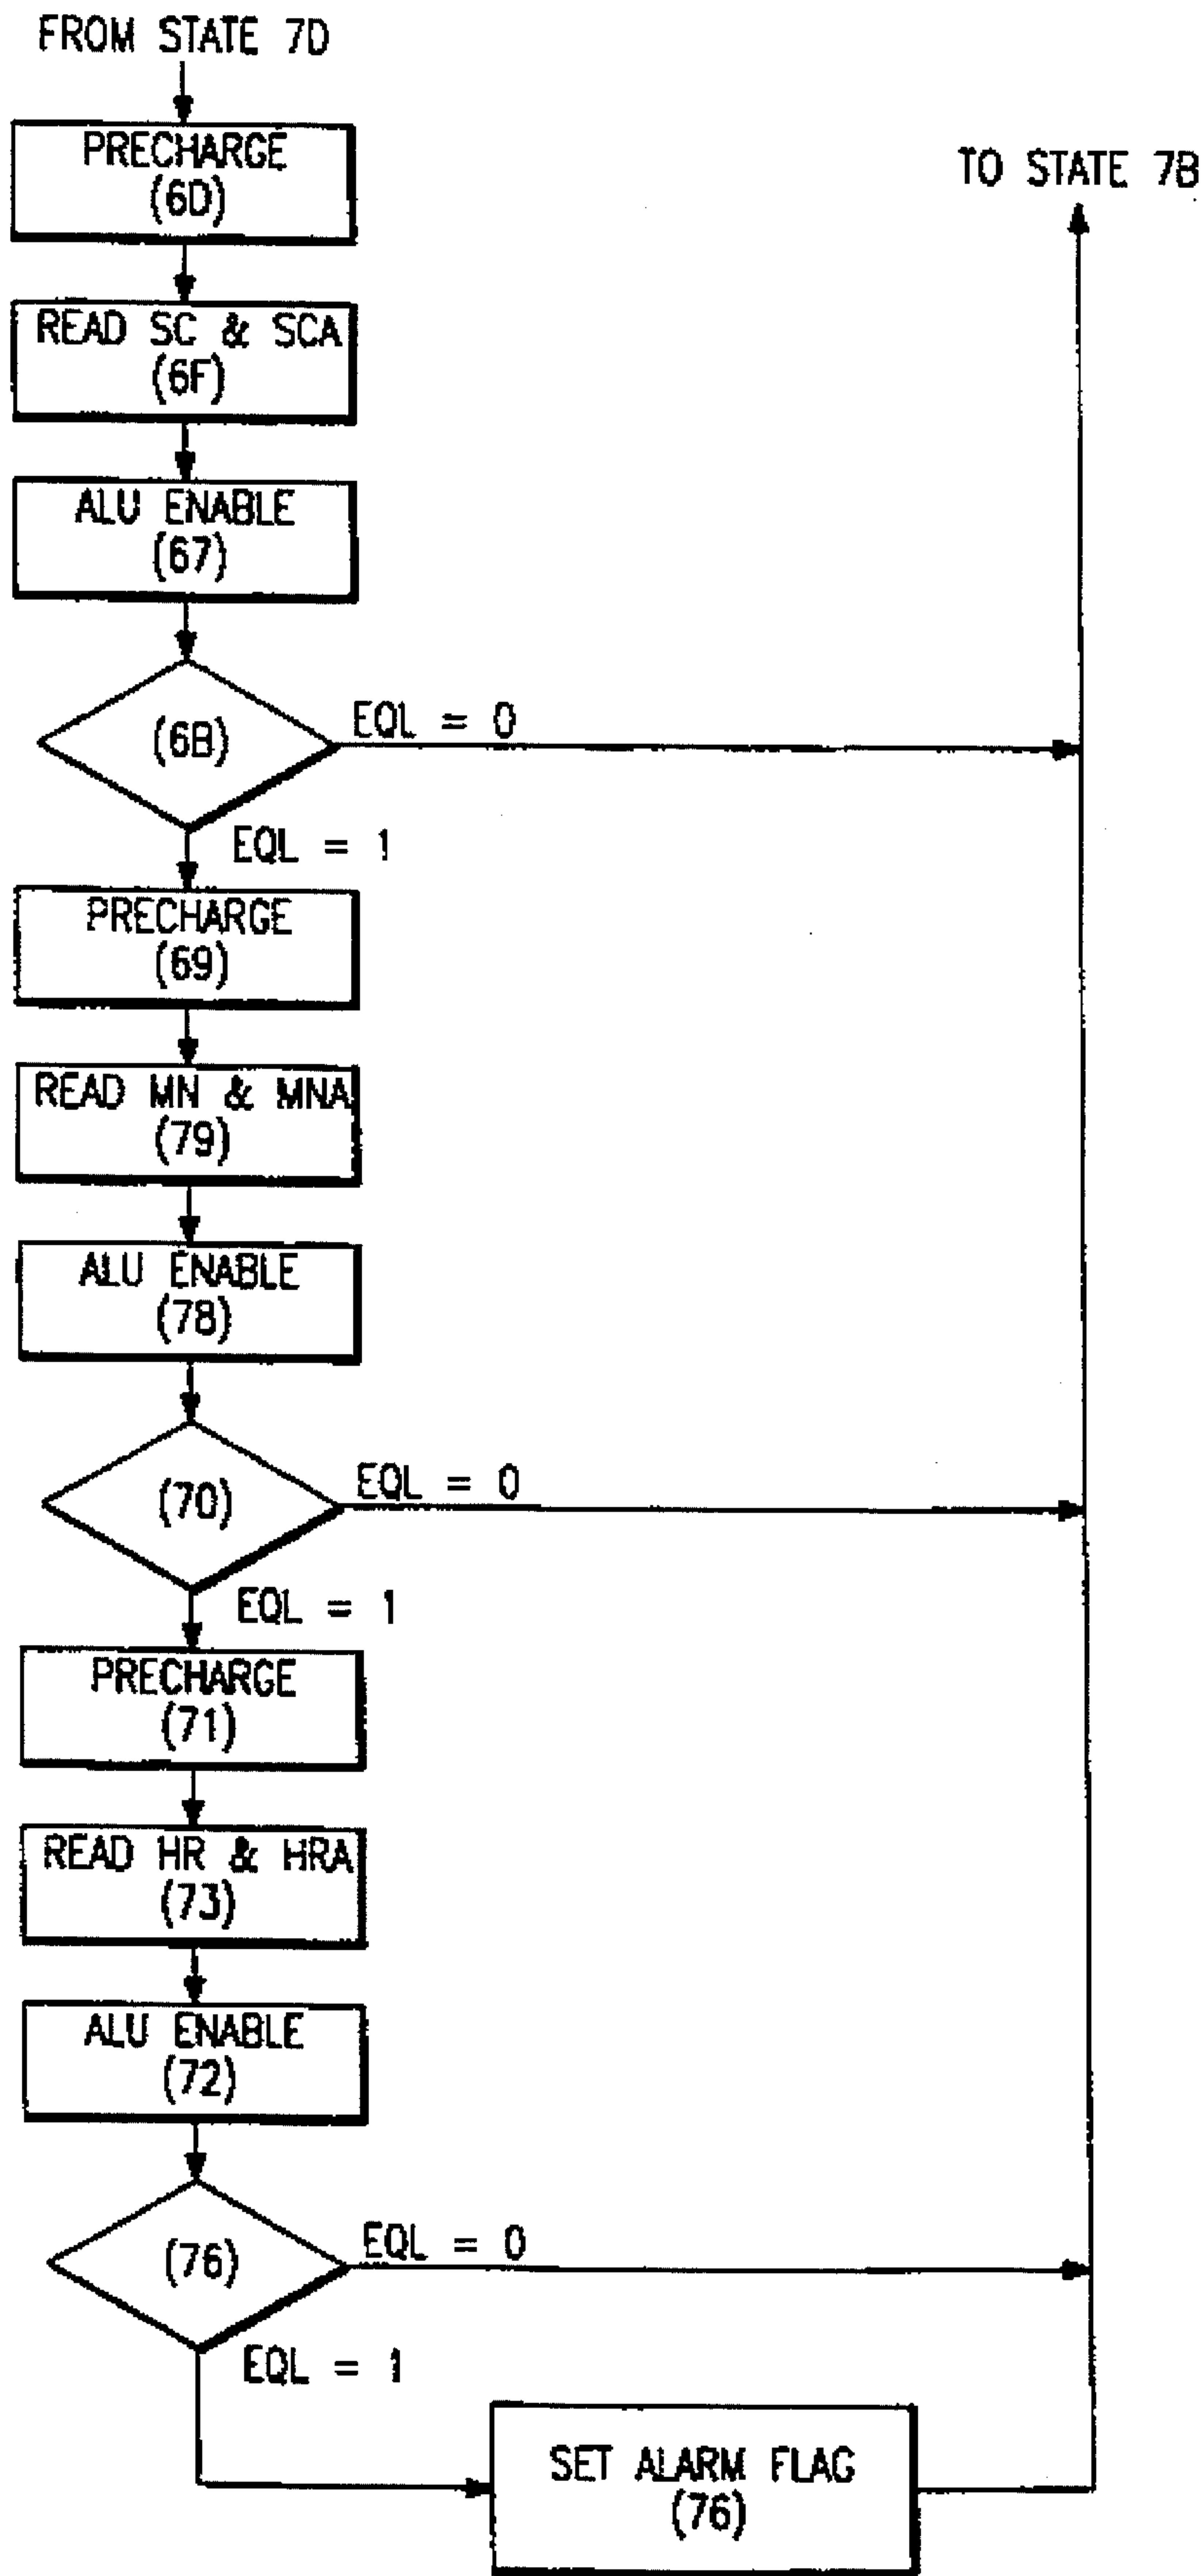 FROM STATE 7D
TO STATE 7B
PRECHARGE
(6D)
READ SC & SCA
(6F)
ALU ENABLE
(67)
(6B)
EQL = 0
EQL = 1
PRECHARGE
(69)
READ MN & MNA
(79)
ALU ENABLE
(78)
(70)
EQL = 0
EQL = 1
PRECHARGE
(71)
READ HR & HRA
(73)
ALU ENABLE
(72)
(76)
EQL = 0
EQL = 1
SET ALARM FLAG
(76)